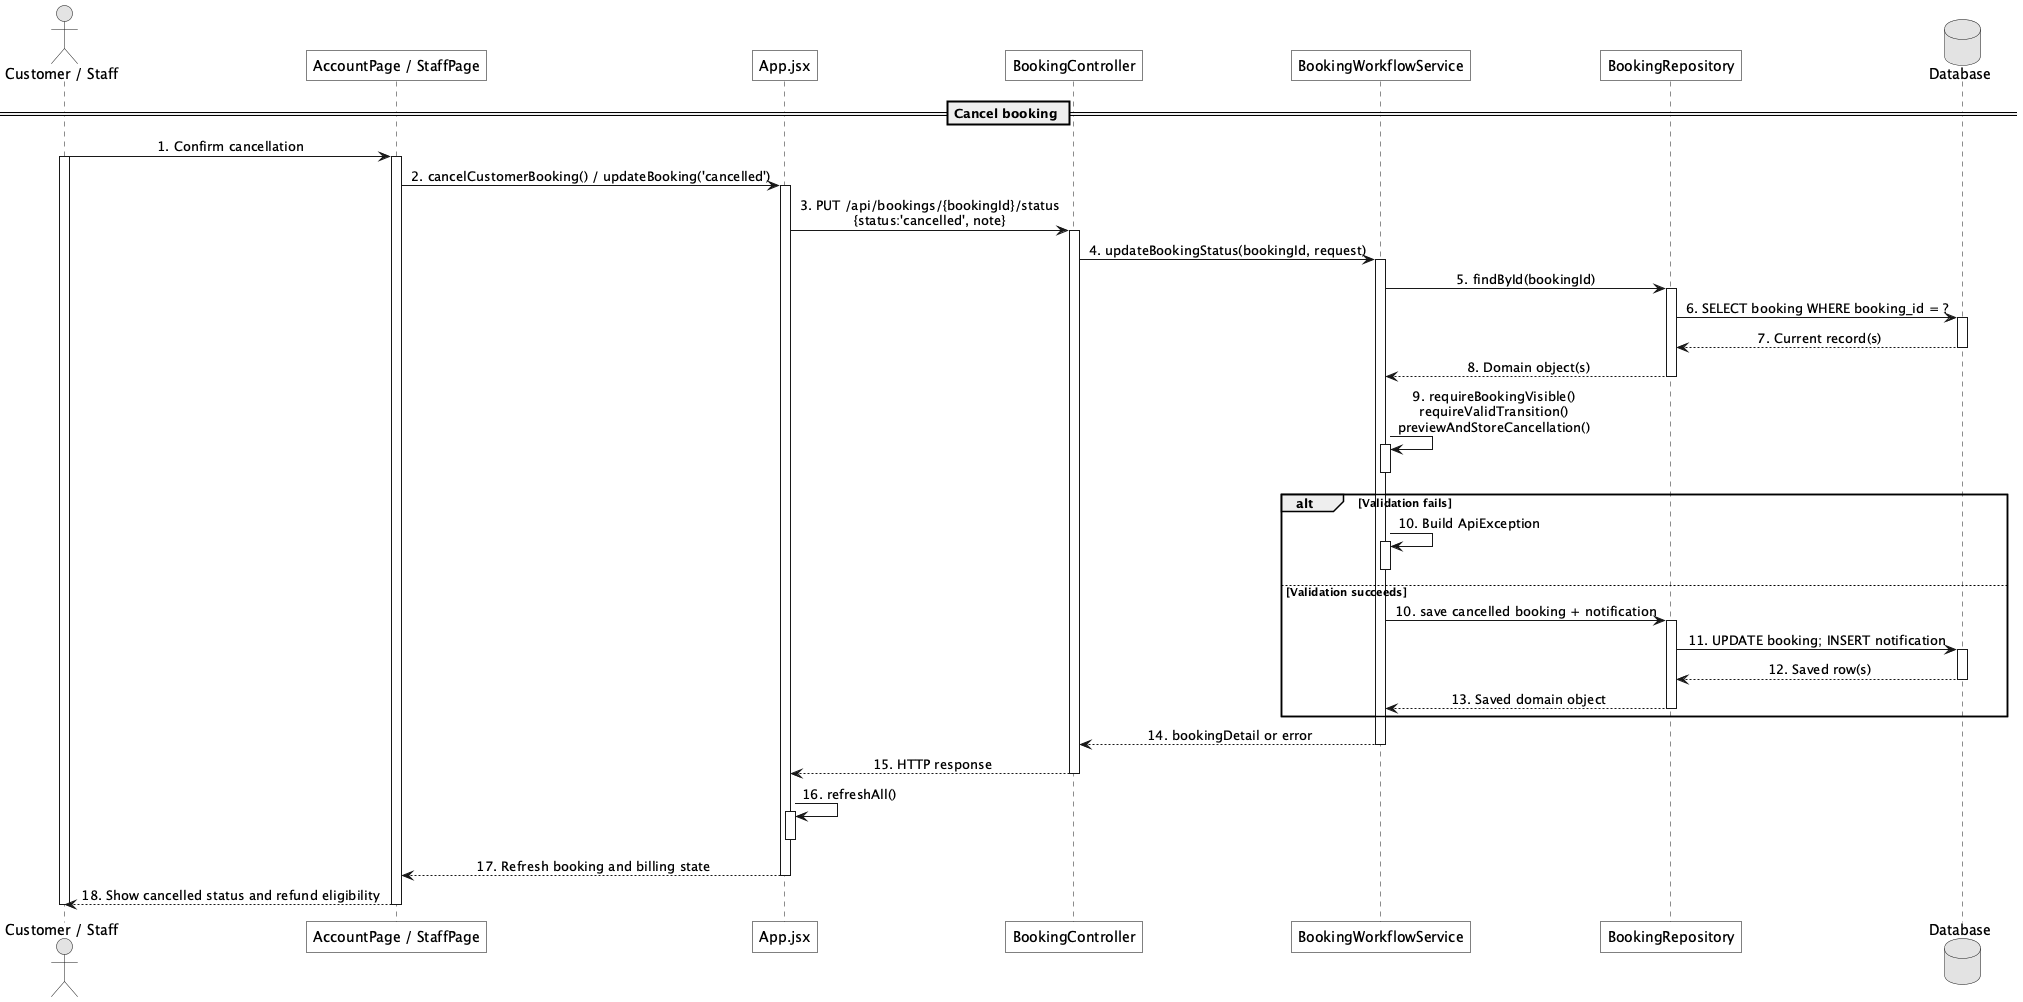 Customer / Staff
AccountPage / StaffPage
App.jsx
BookingController
BookingWorkflowService
BookingRepository
Database
Cancel booking
1. Confirm cancellation
2. cancelCustomerBooking() / updateBooking('cancelled')
3. PUT /api/bookings/{bookingId}/status
{status:'cancelled', note}
4. updateBookingStatus(bookingId, request)
5. findById(bookingId)
6. SELECT booking WHERE booking_id = ?
7. Current record(s)
8. Domain object(s)
9. requireBookingVisible()
requireValidTransition()
previewAndStoreCancellation()
alt
[Validation fails]
10. Build ApiException
[Validation succeeds]
10. save cancelled booking + notification
11. UPDATE booking; INSERT notification
12. Saved row(s)
13. Saved domain object
14. bookingDetail or error
15. HTTP response
16. refreshAll()
17. Refresh booking and billing state
18. Show cancelled status and refund eligibility
Customer / Staff
AccountPage / StaffPage
App.jsx
BookingController
BookingWorkflowService
BookingRepository
Database